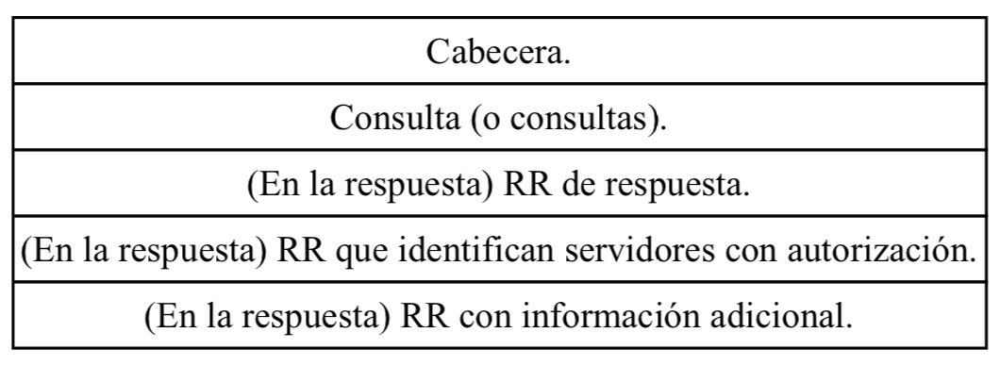 Cabecera.
Consulta (o consultas).
(En la respuesta) RR de respuesta.
(En la respuesta) RR que identifican servidores con autorización.
(En la respuesta) RR con información adicional.